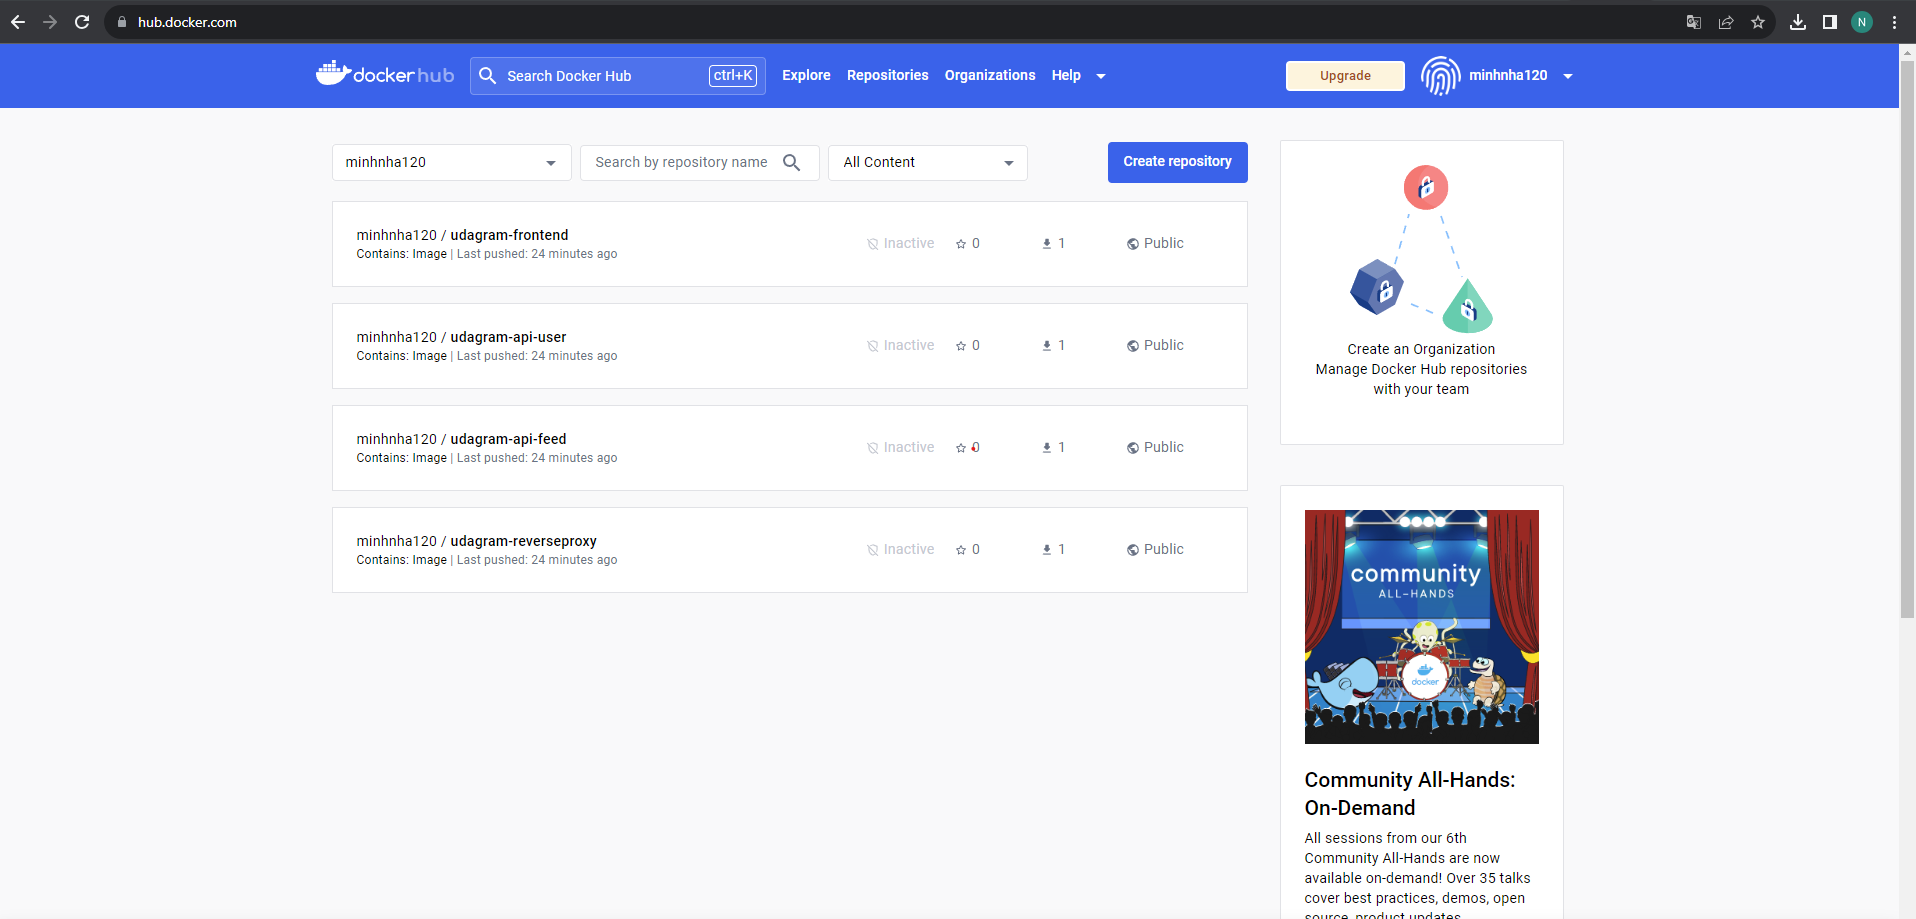 hub.docker.com
N
docker hub
Search Docker Hub
ctrl+K
Explore
Repositories
Organizations
Help
Upgrade
minhnha120
minhnha120
Search by repository name
All Content
Create repository
minhnha120 / udagram-frontend
Contains: Image | Last pushed: 24 minutes ago
Inactive
0
1
Public
minhnha120 / udagram-api-user
Contains: Image | Last pushed: 24 minutes ago
Inactive
0
1
Public
minhnha120 / udagram-api-feed
Contains: Image | Last pushed: 24 minutes ago
Inactive
0
1
Public
minhnha120 / udagram-reverseproxy
Contains: Image | Last pushed: 24 minutes ago
Inactive
0
1
Public
Create an Organization
Manage Docker Hub repositories
with your team
community
ALL-HANDS
docker
Community All-Hands:
On-Demand
All sessions from our 6th
Community All-Hands are now
available on-demand! Over 35 talks
cover best practices, demos, open
source, product updates,